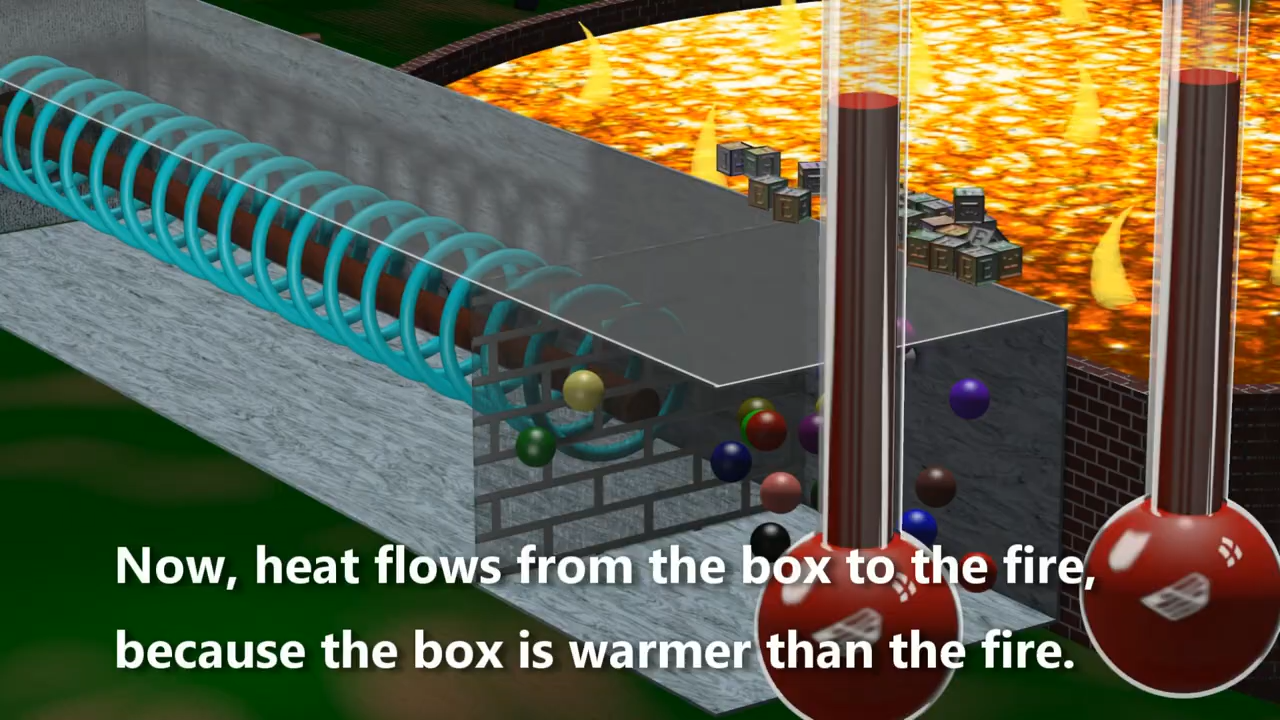 Now, heat flows from the box to the fire,
because the box is warmer than the fire.